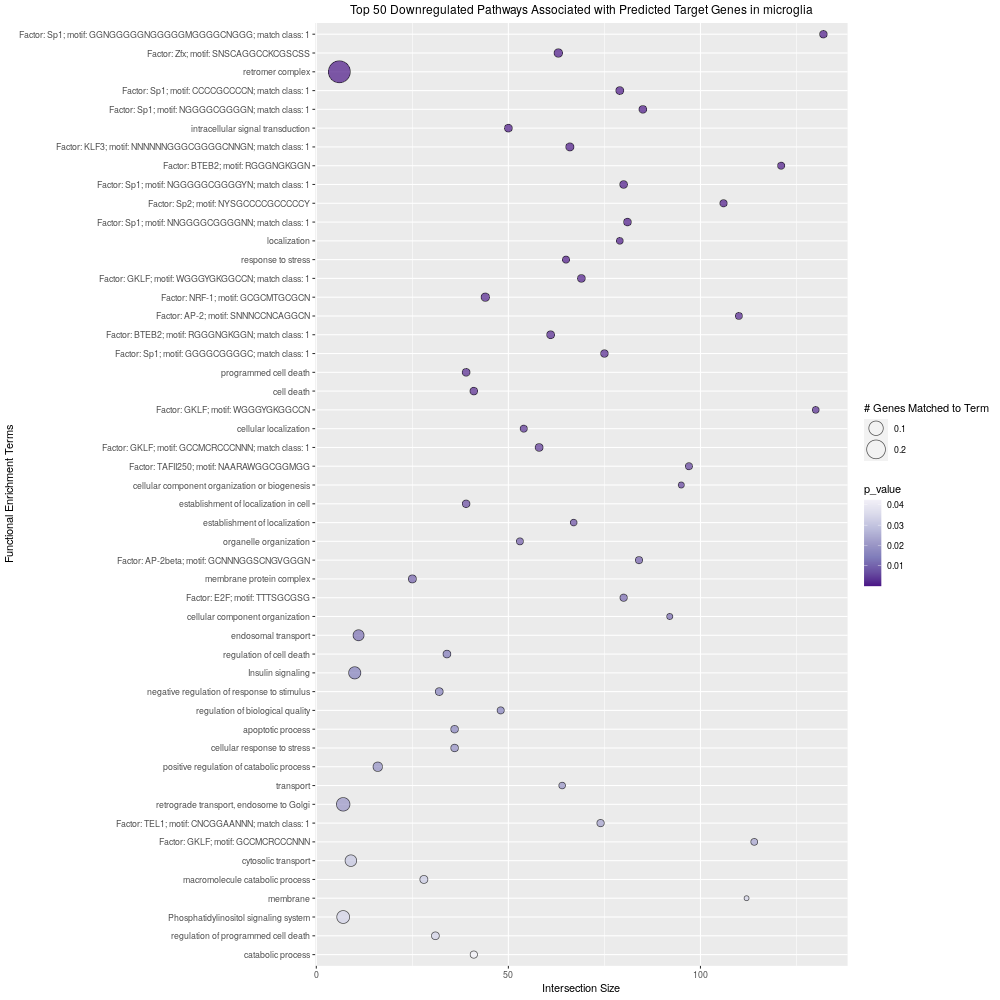 Top 50 Downregulated Pathways Associated with Predicted Target Genes in microglia
Functional Enrichment Terms
Factor: Sp1; motif: GGNGGGGGNGGGGGMGGGGCNGGG; match class: 1
Factor: Zfx; motif: SNSCAGGCCKCGSCSS
retromer complex
Factor: Sp1; motif: CCCCGCCCCN; match class: 1
Factor: Sp1; motif: NGGGGCGGGGN; match class: 1
intracellular signal transduction
Factor: KLF3; motif: NNNNNNGGGCGGGGCNNGN; match class: 1
Factor: BTEB2; motif: RGGGNGKGGN
Factor: Sp1; motif: NGGGGGCGGGGYN; match class: 1
Factor: Sp2; motif: NYSGCCCCGCCCCCY
Factor: Sp1; motif: NNGGGGCGGGGNN; match class: 1
localization
response to stress
Factor: GKLF; motif: WGGGYGKGGCCN; match class: 1
Factor: NRF-1; motif: GCGCMTGCGCN
Factor: AP-2; motif: SNNNCCNCAGGCN
Factor: BTEB2; motif: RGGGNGKGGN; match class: 1
Factor: Sp1; motif: GGGGCGGGGC; match class: 1
programmed cell death
cell death
Factor: GKLF; motif: WGGGYGKGGCCN
cellular localization
Factor: GKLF; motif: GCCMCRCCCNNN; match class: 1
Factor: TAFII250; motif: NAARAWGGCGGMGG
cellular component organization or biogenesis
establishment of localization in cell
establishment of localization
organelle organization
Factor: AP-2beta; motif: GCNNNGGSCNGVGGGN
membrane protein complex
Factor: E2F; motif: TTTSGCGSG
cellular component organization
endosomal transport
regulation of cell death
Insulin signaling
negative regulation of response to stimulus
regulation of biological quality
apoptotic process
cellular response to stress
positive regulation of catabolic process
transport
retrograde transport, endosome to Golgi
Factor: TEL1; motif: CNCGGAANNN; match class: 1
Factor: GKLF; motif: GCCMCRCCCNNN
cytosolic transport
macromolecule catabolic process
membrane
Phosphatidylinositol signaling system
regulation of programmed cell death
catabolic process
0 50 100
Intersection Size
# Genes Matched to Term
0.1
0.2
p_value
0.04
0.03
0.02
0.01